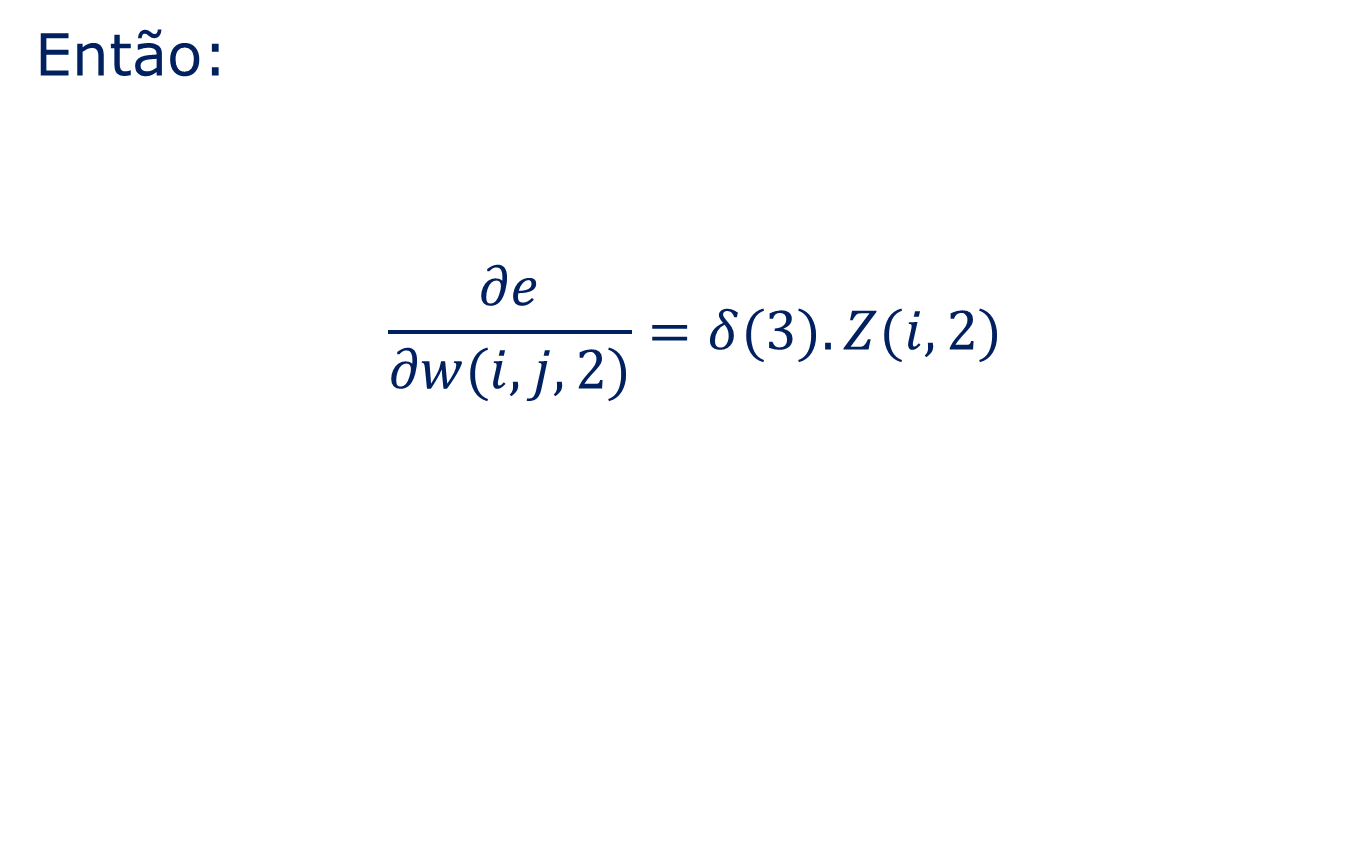 Então:
∂e
∂w(i, j, 2)
= δ(3). Z(i, 2)